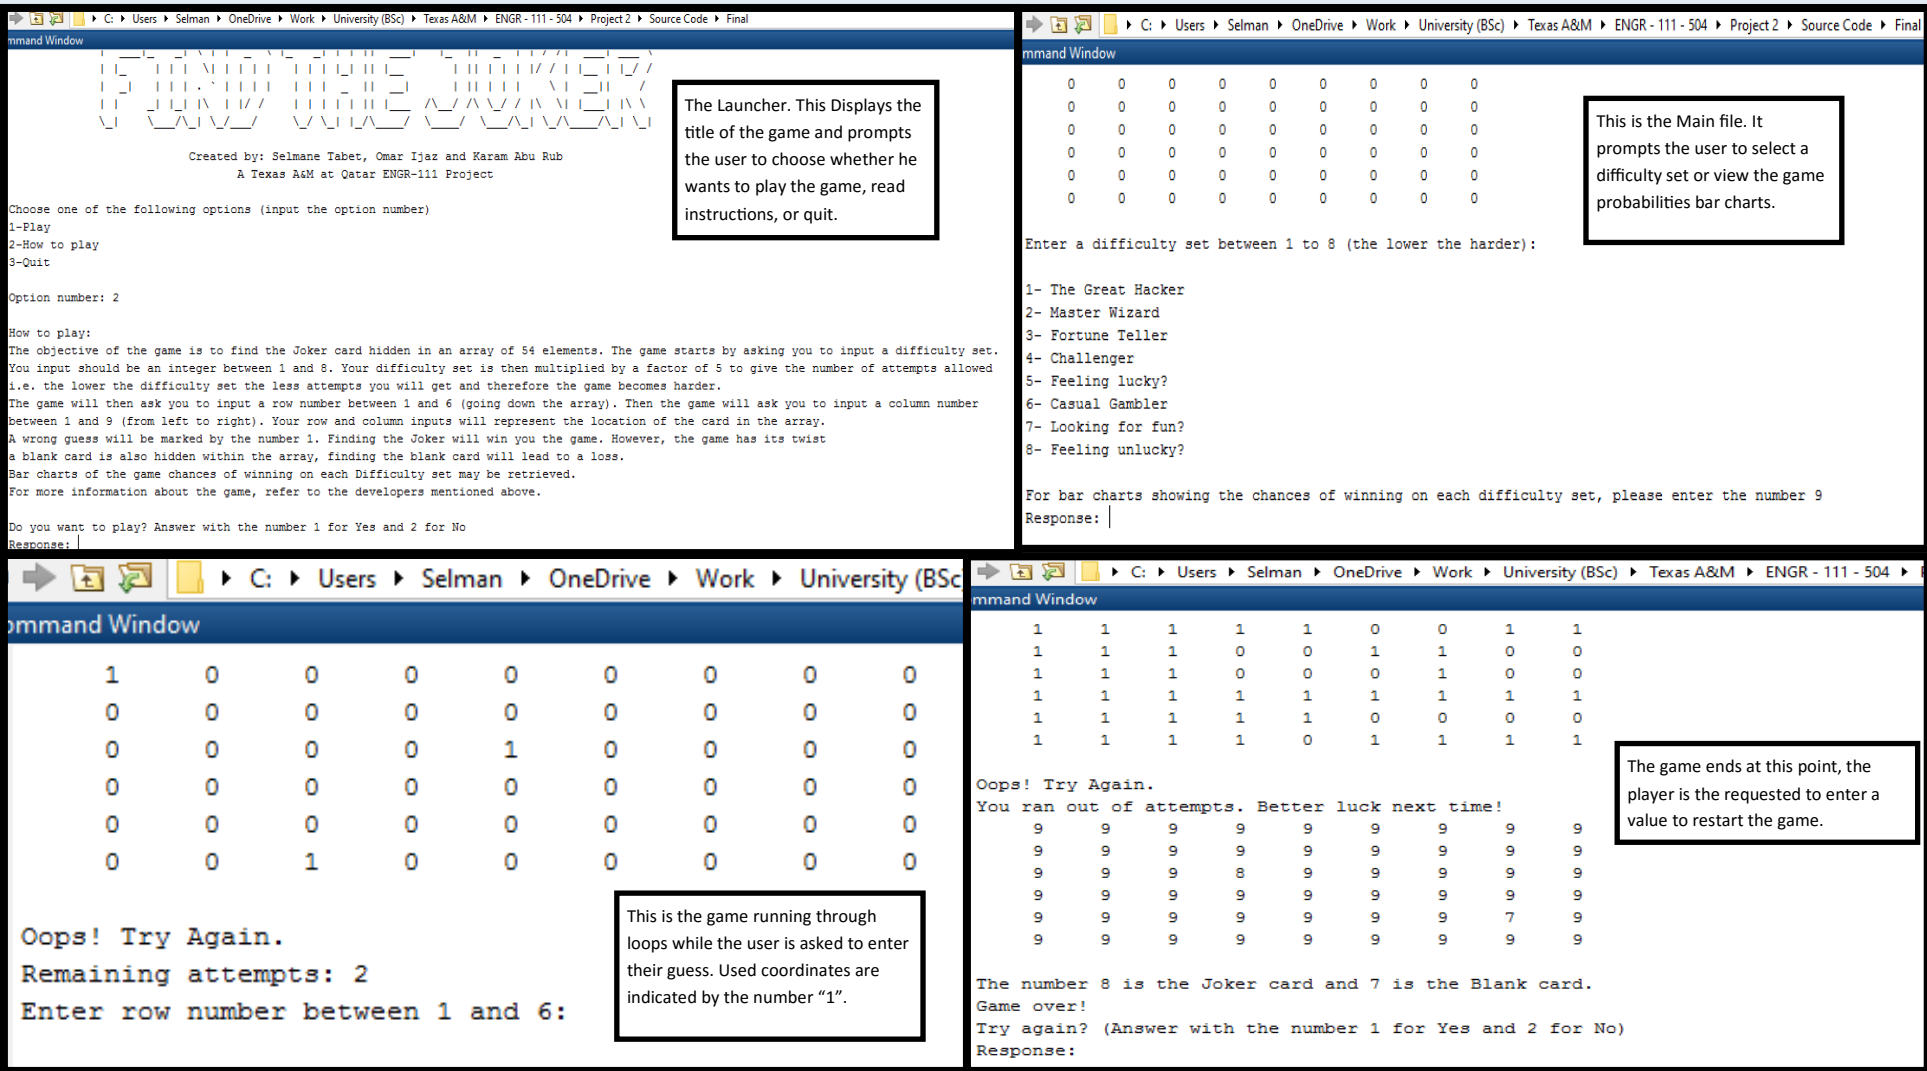 C: Users Selman OneDrive Work University (BSc) Texas A&M ENGR - 111 - 504 Project 2 Source Code Final
mmand Window
FIND THE JOKER
Created by: Selmane Tabet, Omar Ijaz and Karam Abu Rub
A Texas A&M at Qatar ENGR-111 Project
Choose one of the following options (input the option number)
1-Play
2-How to play
3-Quit
Option number: 2
How to play:
The objective of the game is to find the Joker card hidden in an array of 54 elements. The game starts by asking you to input a difficulty set.
You input should be an integer between 1 and 8. Your difficulty set is then multiplied by a factor of 5 to give the number of attempts allowed
i.e. the lower the difficulty set the less attempts you will get and therefore the game becomes harder.
The game will then ask you to input a row number between 1 and 6 (going down the array). Then the game will ask you to input a column number
between 1 and 9 (from left to right). Your row and column inputs will represent the location of the card in the array.
A wrong guess will be marked by the number 1. Finding the Joker will win you the game. However, the game has its twist
a blank card is also hidden within the array, finding the blank card will lead to a loss.
Bar charts of the game chances of winning on each Difficulty set may be retrieved.
For more information about the game, refer to the developers mentioned above.
Do you want to play? Answer with the number 1 for Yes and 2 for No
Response:
The Launcher. This Displays the
title of the game and prompts
the user to choose whether he
wants to play the game, read
instructions, or quit.
C: Users Selman OneDrive Work University (BSc) Texas A&M ENGR - 111 - 504 Project 2 Source Code Final
mmand Window
0 0 0 0 0 0 0 0 0
0 0 0 0 0 0 0 0 0
0 0 0 0 0 0 0 0 0
0 0 0 0 0 0 0 0 0
0 0 0 0 0 0 0 0 0
0 0 0 0 0 0 0 0 0
Enter a difficulty set between 1 to 8 (the lower the harder):
1- The Great Hacker
2- Master Wizard
3- Fortune Teller
4- Challenger
5- Feeling lucky?
6- Casual Gambler
7- Looking for fun?
8- Feeling unlucky?
For bar charts showing the chances of winning on each difficulty set, please enter the number 9
Response:
This is the Main file. It
prompts the user to select a
difficulty set or view the game
probabilities bar charts.
C: Users Selman OneDrive Work University (BSc
ommand Window
1 0 0 0 0 0 0 0 0
0 0 0 0 0 0 0 0 0
0 0 0 0 1 0 0 0 0
0 0 0 0 0 0 0 0 0
0 0 0 0 0 0 0 0 0
0 0 1 0 0 0 0 0 0
Oops! Try Again.
Remaining attempts: 2
Enter row number between 1 and 6:
This is the game running through
loops while the user is asked to enter
their guess. Used coordinates are
indicated by the number “1”.
C: Users Selman OneDrive Work University (BSc) Texas A&M ENGR - 111 - 504
ommand Window
1 1 1 1 1 0 0 1 1
1 1 1 0 0 1 1 0 0
1 1 1 0 0 0 1 0 0
1 1 1 1 1 1 1 1 1
1 1 1 1 1 0 0 0 0
1 1 1 1 0 1 1 1 1
Oops! Try Again.
You ran out of attempts. Better luck next time!
9 9 9 9 9 9 9 9 9
9 9 9 9 9 9 9 9 9
9 9 9 8 9 9 9 9 9
9 9 9 9 9 9 9 9 9
9 9 9 9 9 9 9 7 9
9 9 9 9 9 9 9 9 9
The number 8 is the Joker card and 7 is the Blank card.
Game over!
Try again? (Answer with the number 1 for Yes and 2 for No)
Response:
The game ends at this point, the
player is the requested to enter a
value to restart the game.